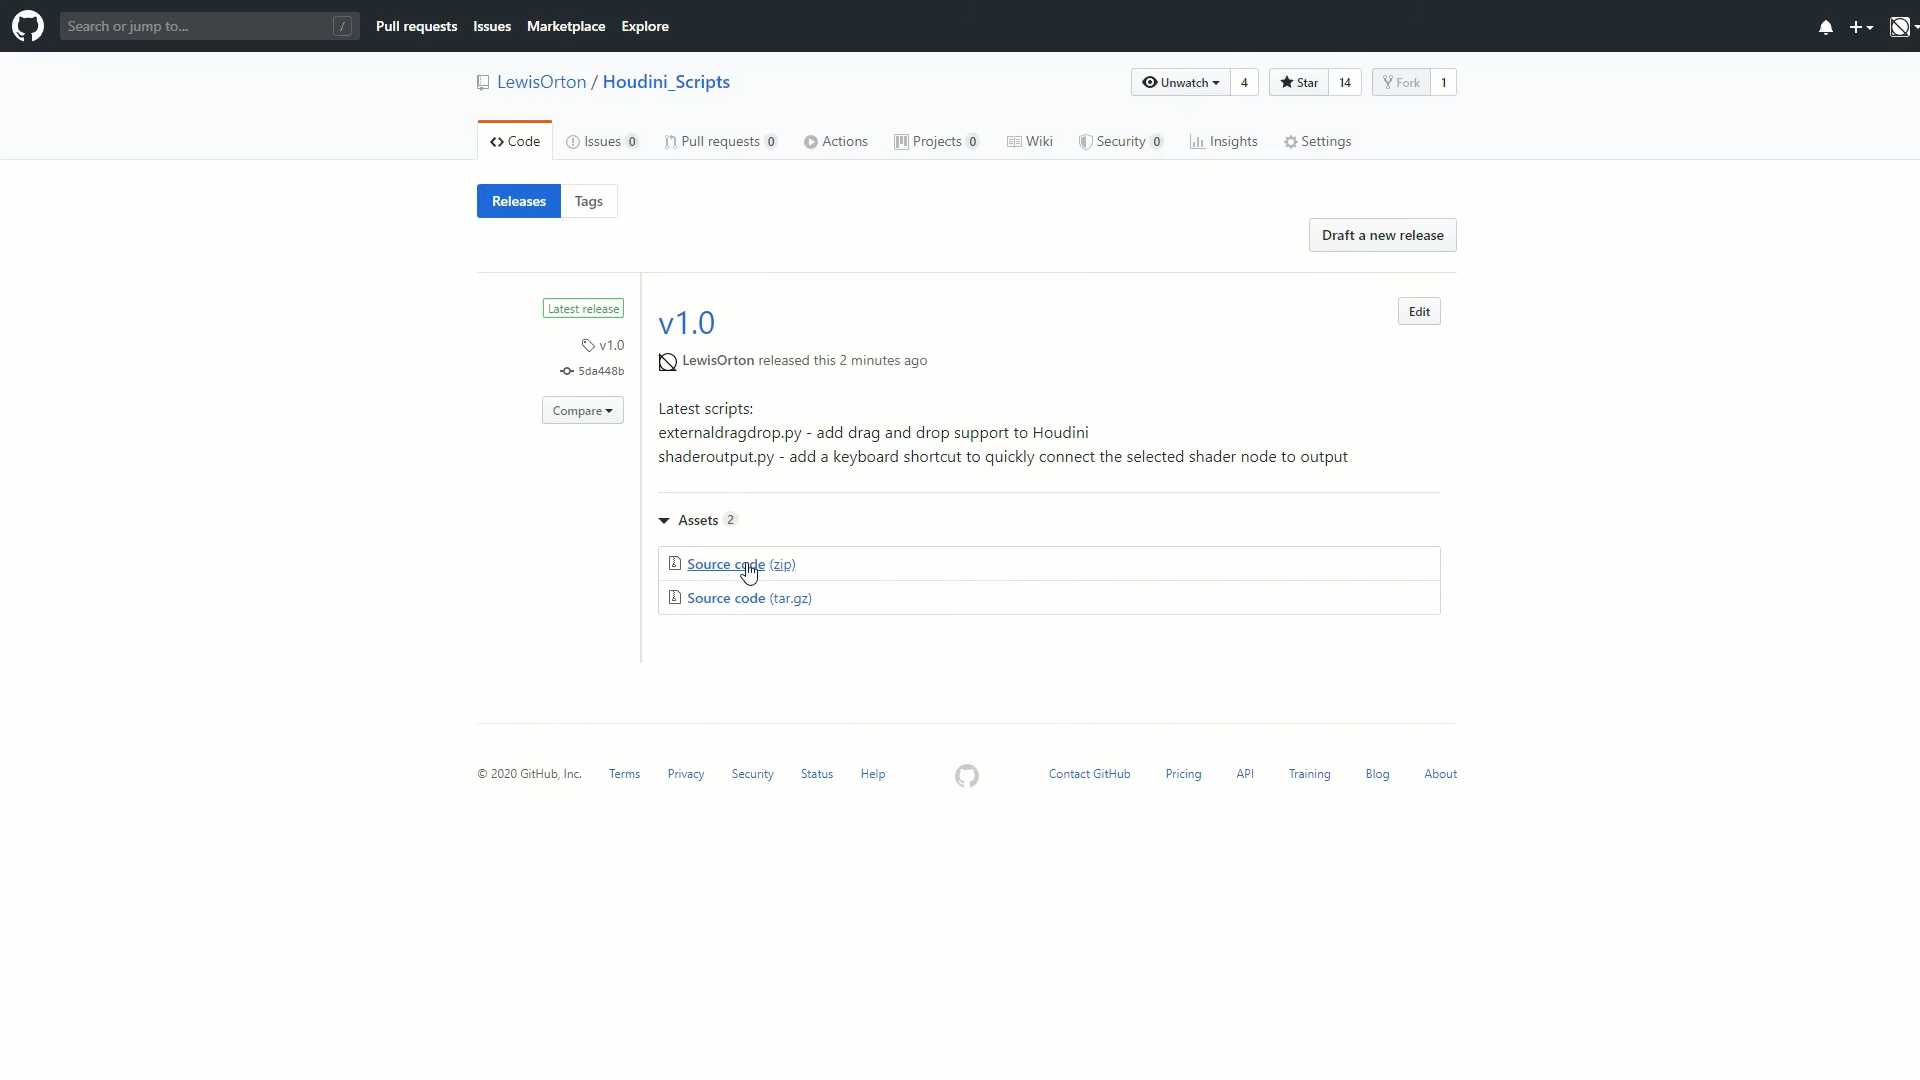 Search or jump to... / Pull requests Issues Marketplace Explore
LewisOrton / Houdini_Scripts Unwatch 4 Star 14 Fork 1
Code Issues 0 Pull requests 0 Actions Projects 0 Wiki Security 0 Insights Settings
Releases Tags
Draft a new release
Latest release
v1.0
5da448b
Compare
v1.0 Edit
LewisOrton released this 2 minutes ago
Latest scripts:
externaldragdrop.py - add drag and drop support to Houdini
shaderoutput.py - add a keyboard shortcut to quickly connect the selected shader node to output
Assets 2
Source code (zip)
Source code (tar.gz)
© 2020 GitHub, Inc. Terms Privacy Security Status Help Contact GitHub Pricing API Training Blog About